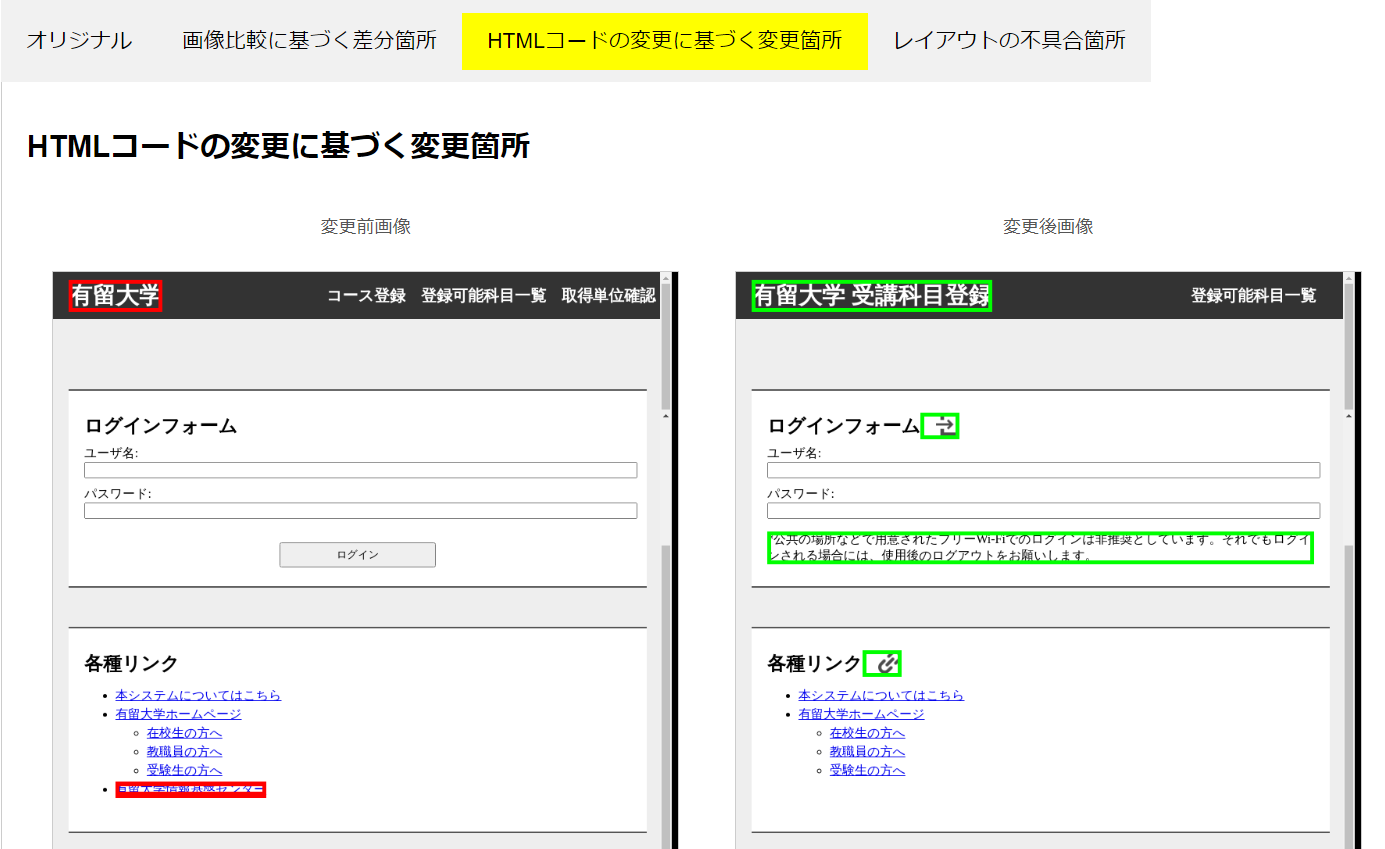 オリジナル 画像比較に基づく差分箇所 HTMLコードの変更に基づく変更箇所 レイアウトの不具合箇所
HTMLコードの変更に基づく変更箇所
変更前画像
有留大学 コース登録 登録可能科目一覧 取得単位確認
ログインフォーム
ユーザ名:
パスワード:
ログイン
各種リンク
本システムについてはこちら
有留大学ホームページ
在校生の方へ
教職員の方へ
受験生の方へ
有留大学情報基盤センター
変更後画像
有留大学 受講科目登録 登録可能科目一覧
ログインフォーム
ユーザ名:
パスワード:
*公共の場所などで用意されたフリーWi-Fiでのログインは非推奨としています。それでもログイ
ンされる場合には、使用後のログアウトをお願いします。
各種リンク
本システムについてはこちら
有留大学ホームページ
在校生の方へ
教職員の方へ
受験生の方へ